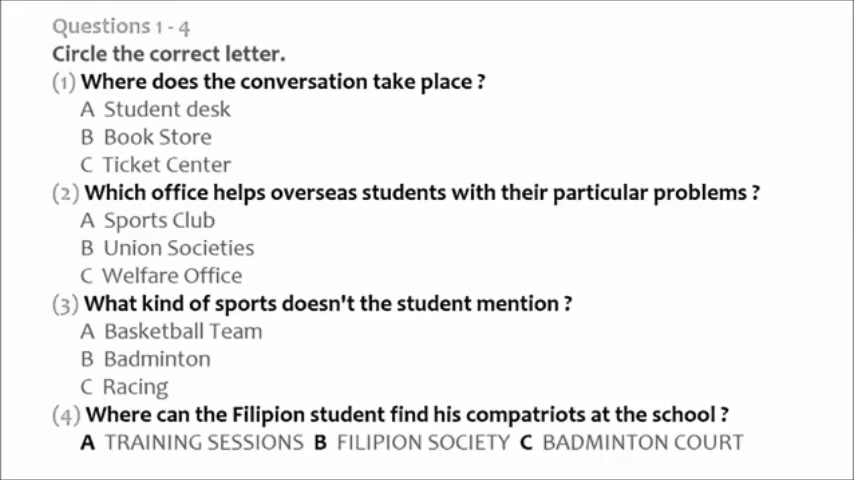 Questions 1 - 4
Circle the correct letter.
(1) Where does the conversation take place ?
A Student desk
B Book Store
C Ticket Center
(2) Which office helps overseas students with their particular problems ?
A Sports Club
B Union Societies
C Welfare Office
(3) What kind of sports doesn't the student mention ?
A Basketball Team
B Badminton
C Racing
(4) Where can the Filipion student find his compatriots at the school ?
A TRAINING SESSIONS B FILIPION SOCIETY C BADMINTON COURT